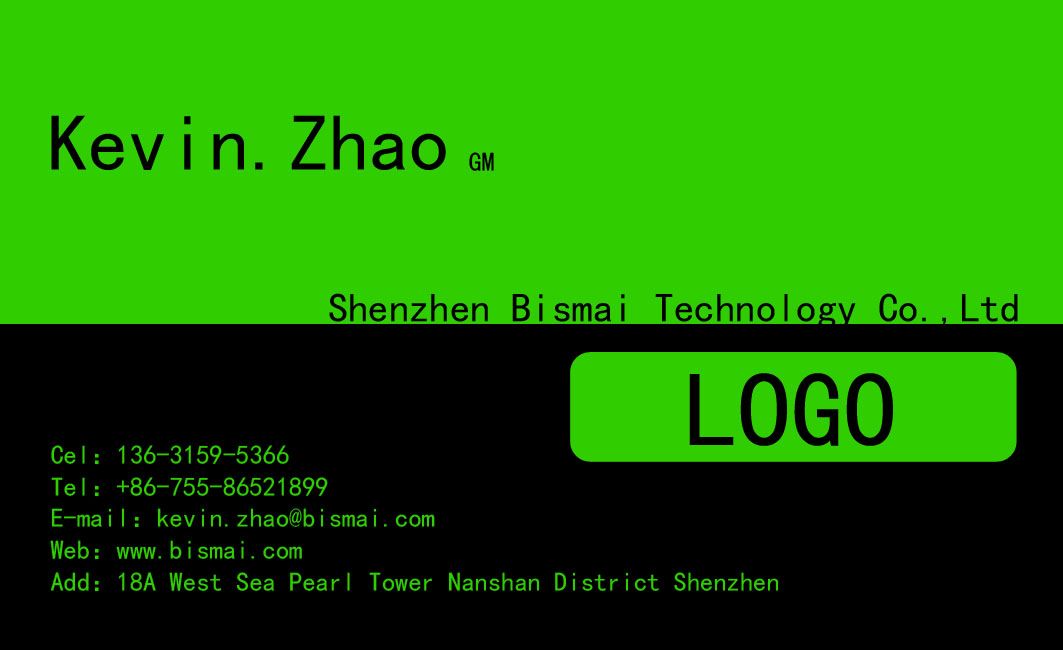 Kevin.Zhao GM
Shenzhen Bismai Technology Co.,Ltd
LOGO
Cel: 136-3159-5366
Tel: +86-755-86521899
E-mail: kevin.zhao@bismai.com
Web: www.bismai.com
Add: 18A West Sea Pearl Tower Nanshan District Shenzhen